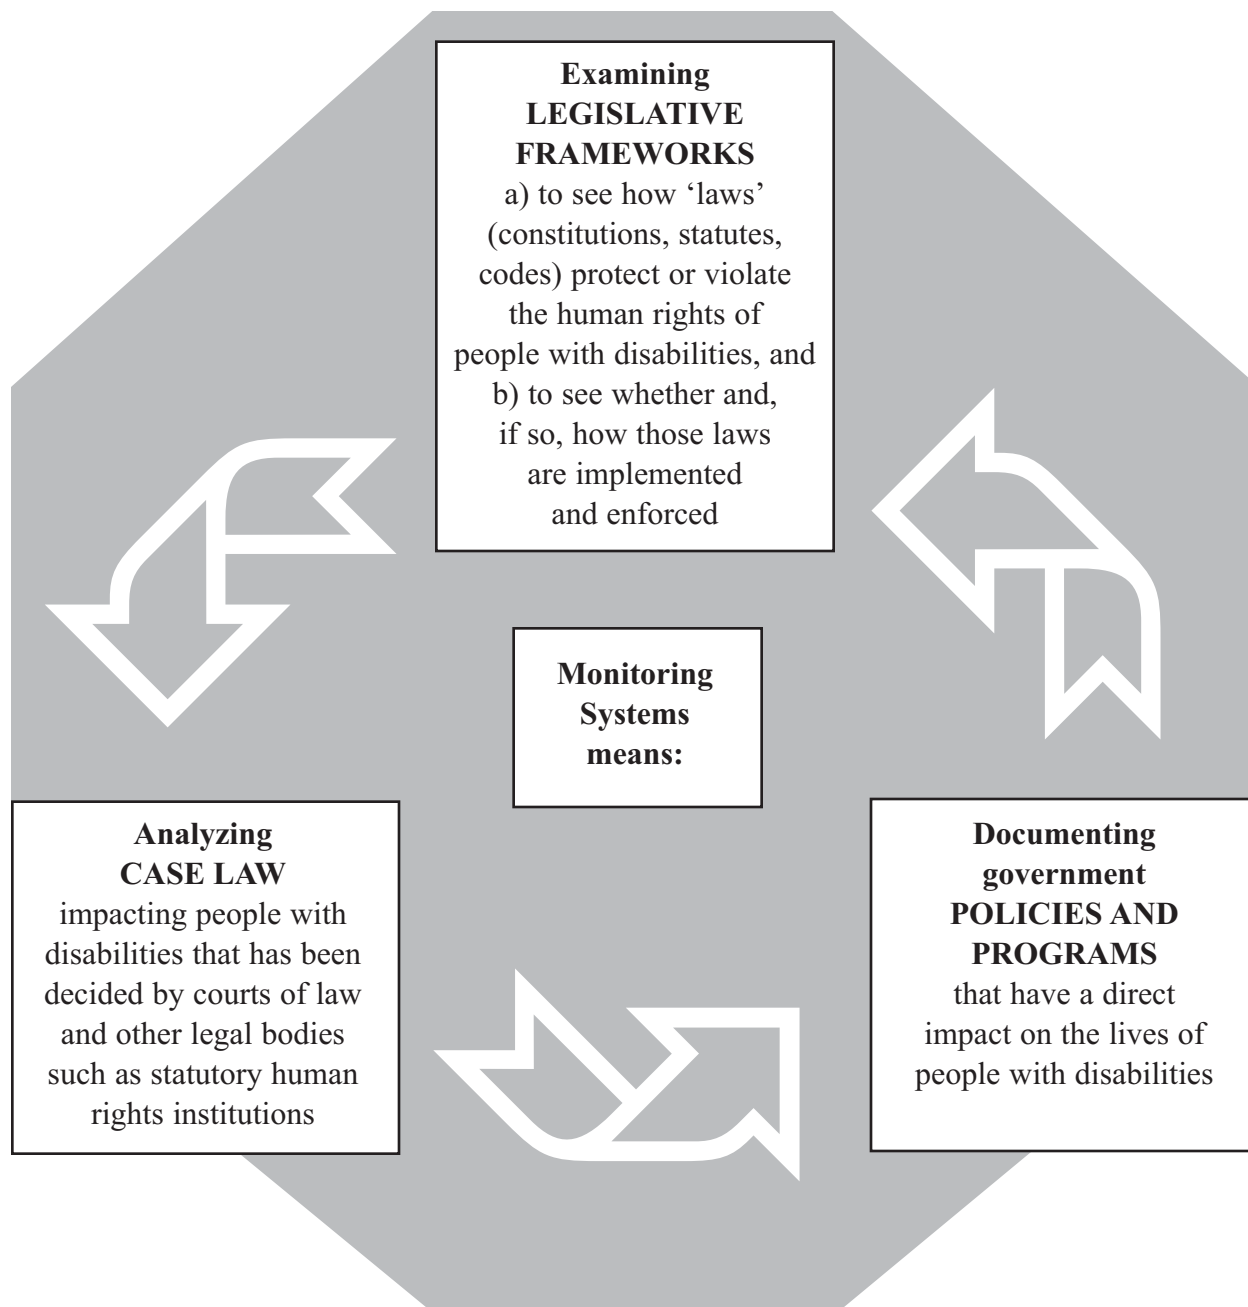 Examining
LEGISLATIVE
FRAMEWORKS
a) to see how ‘laws’
(constitutions, statutes,
codes) protect or violate
the human rights of
people with disabilities, and
b) to see whether and,
if so, how those laws
are implemented
and enforced
Monitoring
Systems
means:
Analyzing
CASE LAW
impacting people with
disabilities that has been
decided by courts of law
and other legal bodies
such as statutory human
rights institutions
Documenting
government
POLICIES AND
PROGRAMS
that have a direct
impact on the lives of
people with disabilities